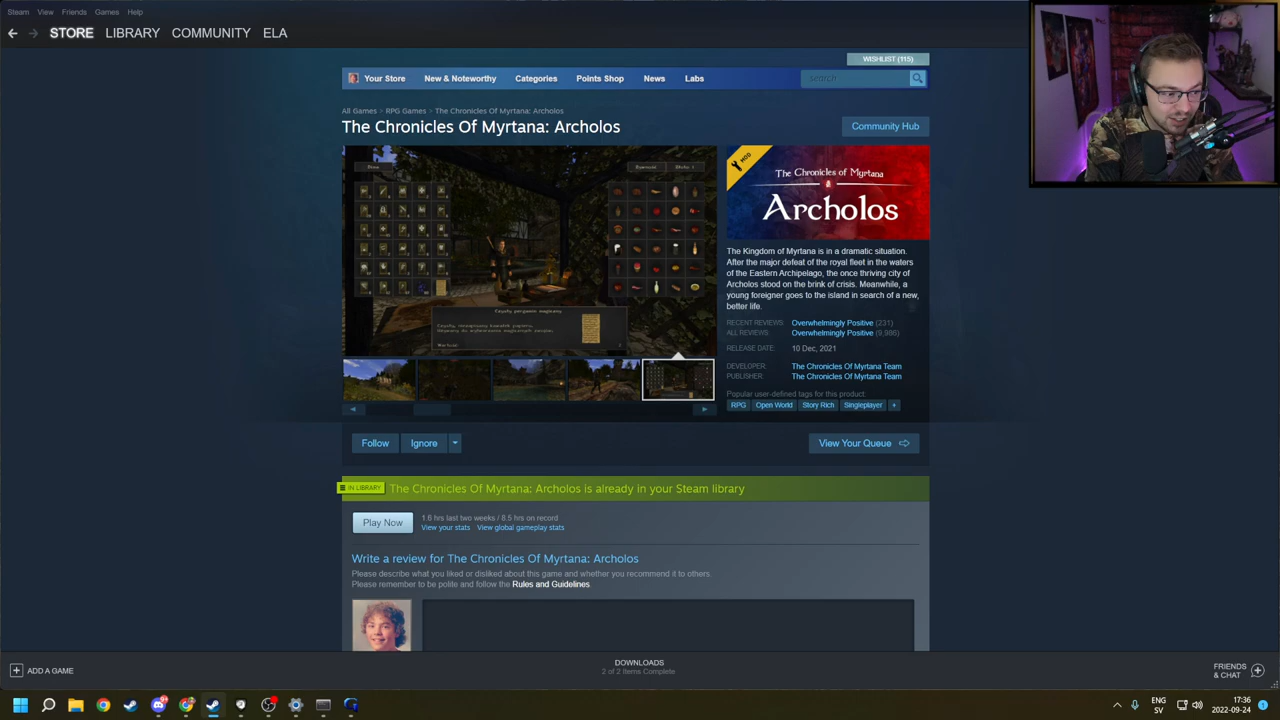 Steam View Friends Games Help
STORE LIBRARY COMMUNITY ELA
WISHLIST (115)
Your Store New & Noteworthy Categories Points Shop News Labs search
All Games > RPG Games > The Chronicles Of Myrtana: Archolos
The Chronicles Of Myrtana: Archolos
Community Hub
MOD
The Chronicles of Myrtana
Archolos
The Kingdom of Myrtana is in a dramatic situation.
After the major defeat of the royal fleet in the waters
of the Eastern Archipelago, the once thriving city of
Archolos stood on the brink of crisis. Meanwhile, a
young foreigner goes to the island in search of a new,
better life.
RECENT REVIEWS: Overwhelmingly Positive (231)
ALL REVIEWS: Overwhelmingly Positive (9,986)
RELEASE DATE: 10 Dec, 2021
DEVELOPER: The Chronicles Of Myrtana Team
PUBLISHER: The Chronicles Of Myrtana Team
Popular user-defined tags for this product:
RPG Open World Story Rich Singleplayer +
Follow Ignore View Your Queue
IN LIBRARY The Chronicles Of Myrtana: Archolos is already in your Steam library
Play Now
1.6 hrs last two weeks / 8.5 hrs on record
View your stats View global gameplay stats
Write a review for The Chronicles Of Myrtana: Archolos
Please describe what you liked or disliked about this game and whether you recommend it to others.
Please remember to be polite and follow the Rules and Guidelines.
ADD A GAME
DOWNLOADS
2 of 2 Items Complete
FRIENDS
& CHAT
ENG
SV
17:36
2022-09-24